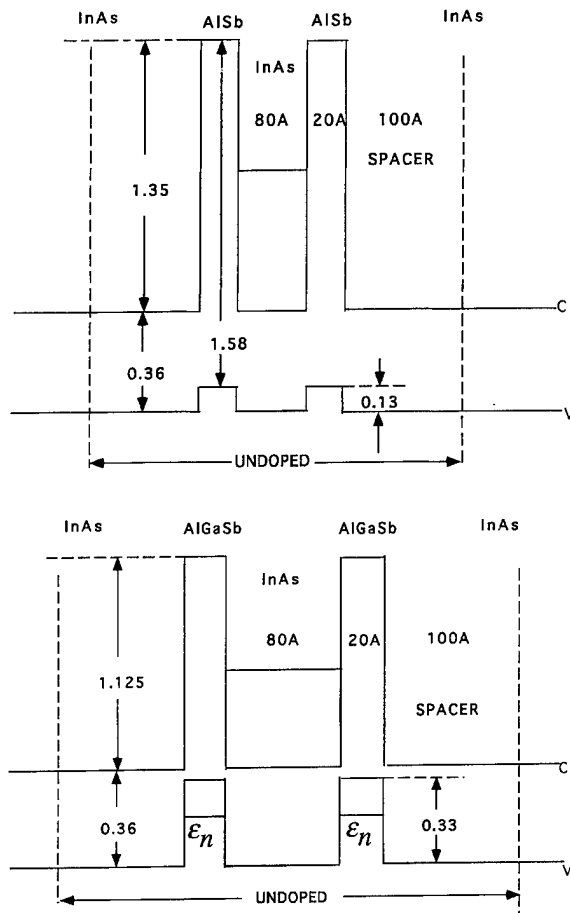 InAs AlSb AlSb InAs
InAs
80A 20A 100A
SPACER
1.35
C
1.58
0.36
0.13
V
UNDOPED
InAs AlGaSb AlGaSb InAs
InAs
80A 20A 100A
1.125
SPACER
C
0.36 εn εn 0.33
V
UNDOPED